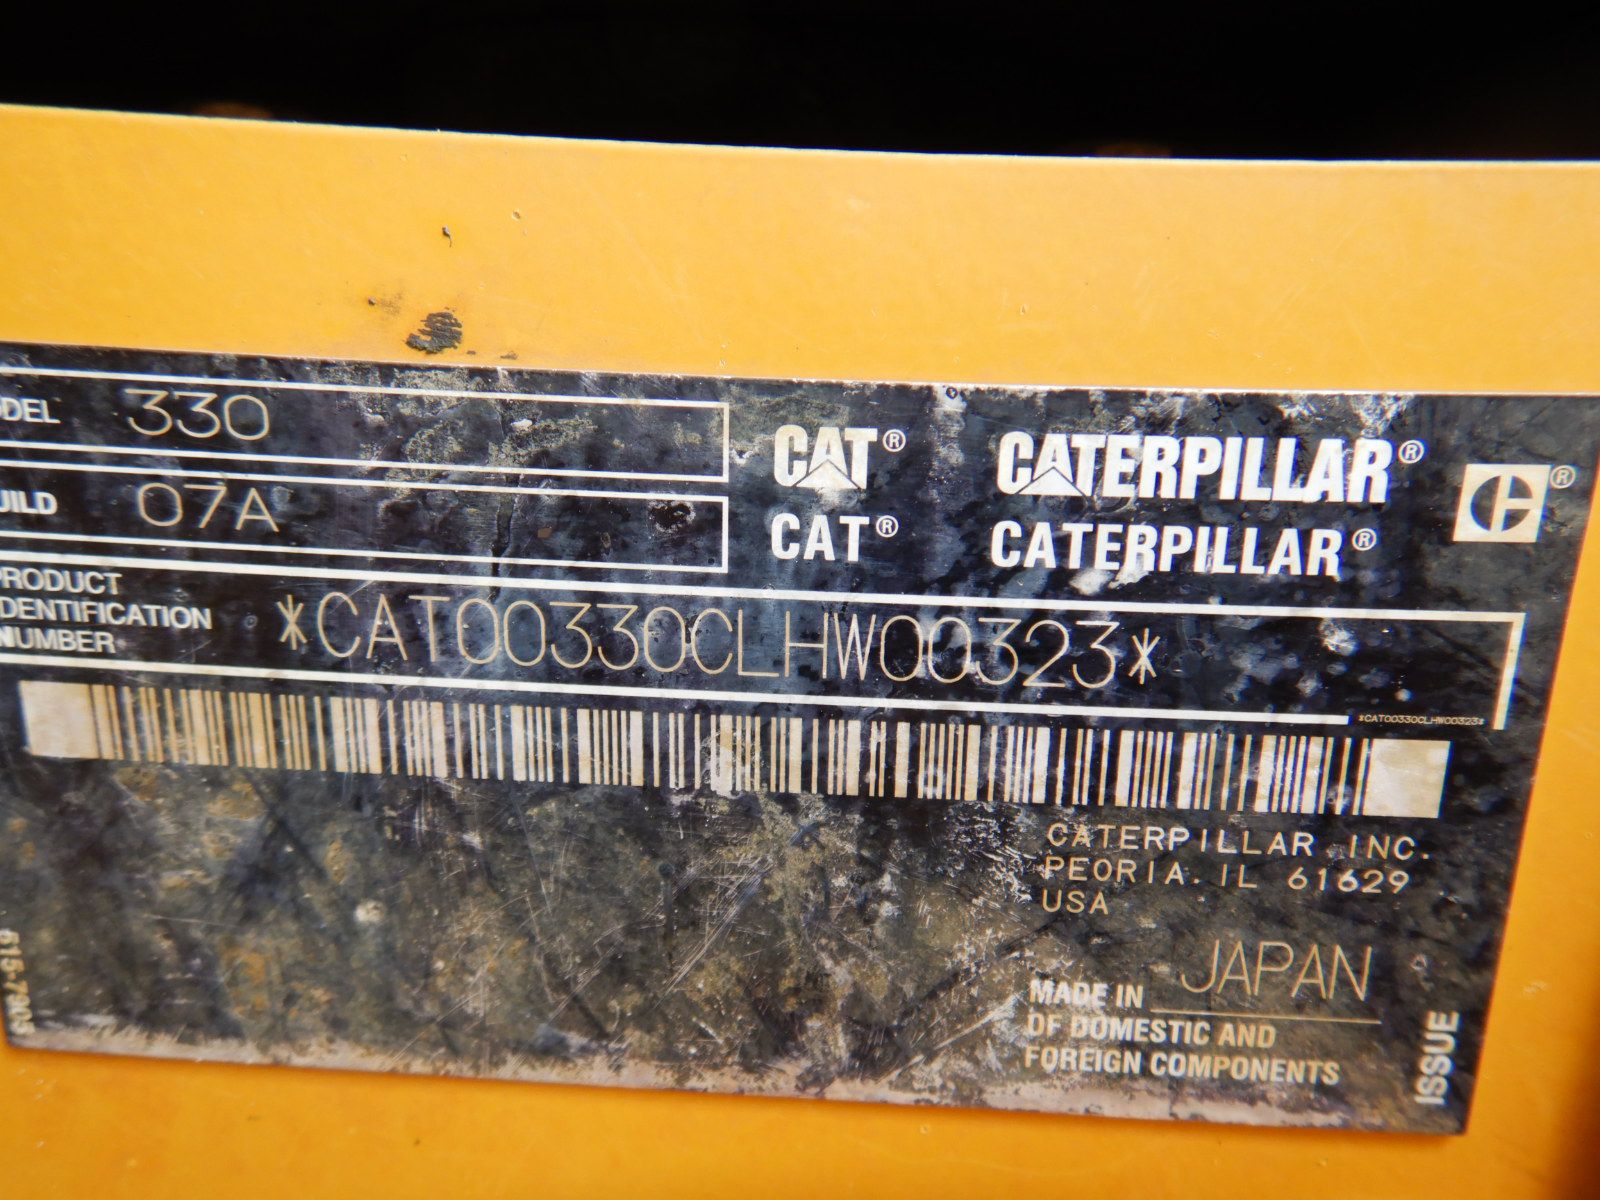 ODEL 330
UILD 07A
CAT® CATERPILLAR® ®
CAT® CATERPILLAR®
PRODUCT
IDENTIFICATION
NUMBER
*CAT00330CLHW00323*
*CAT00330CLHW00323*
CATERPILLAR INC.
PEORIA. IL 61629
USA
MADE IN JAPAN
OF DOMESTIC AND
FOREIGN COMPONENTS
ISSUE